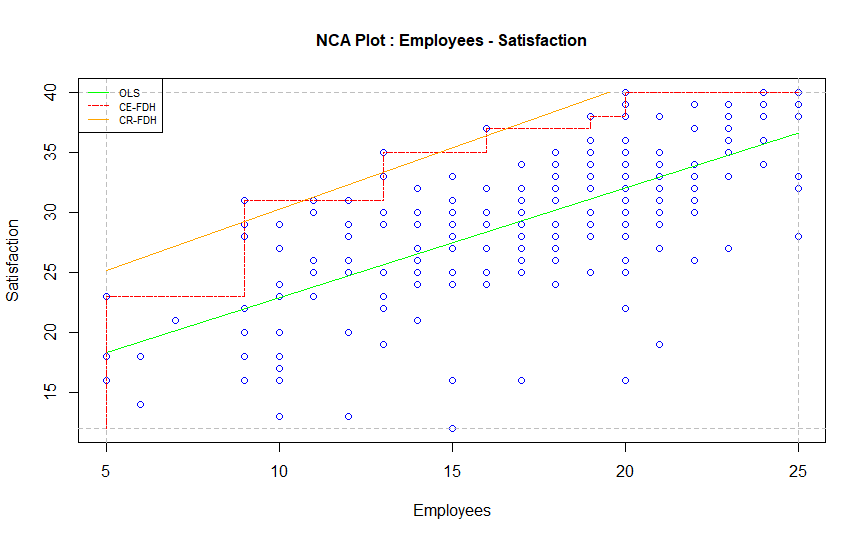 NCA Plot : Employees - Satisfaction
OLS
CE-FDH
CR-FDH
Satisfaction
40
35
30
25
20
15
5 10 15 20 25
Employees